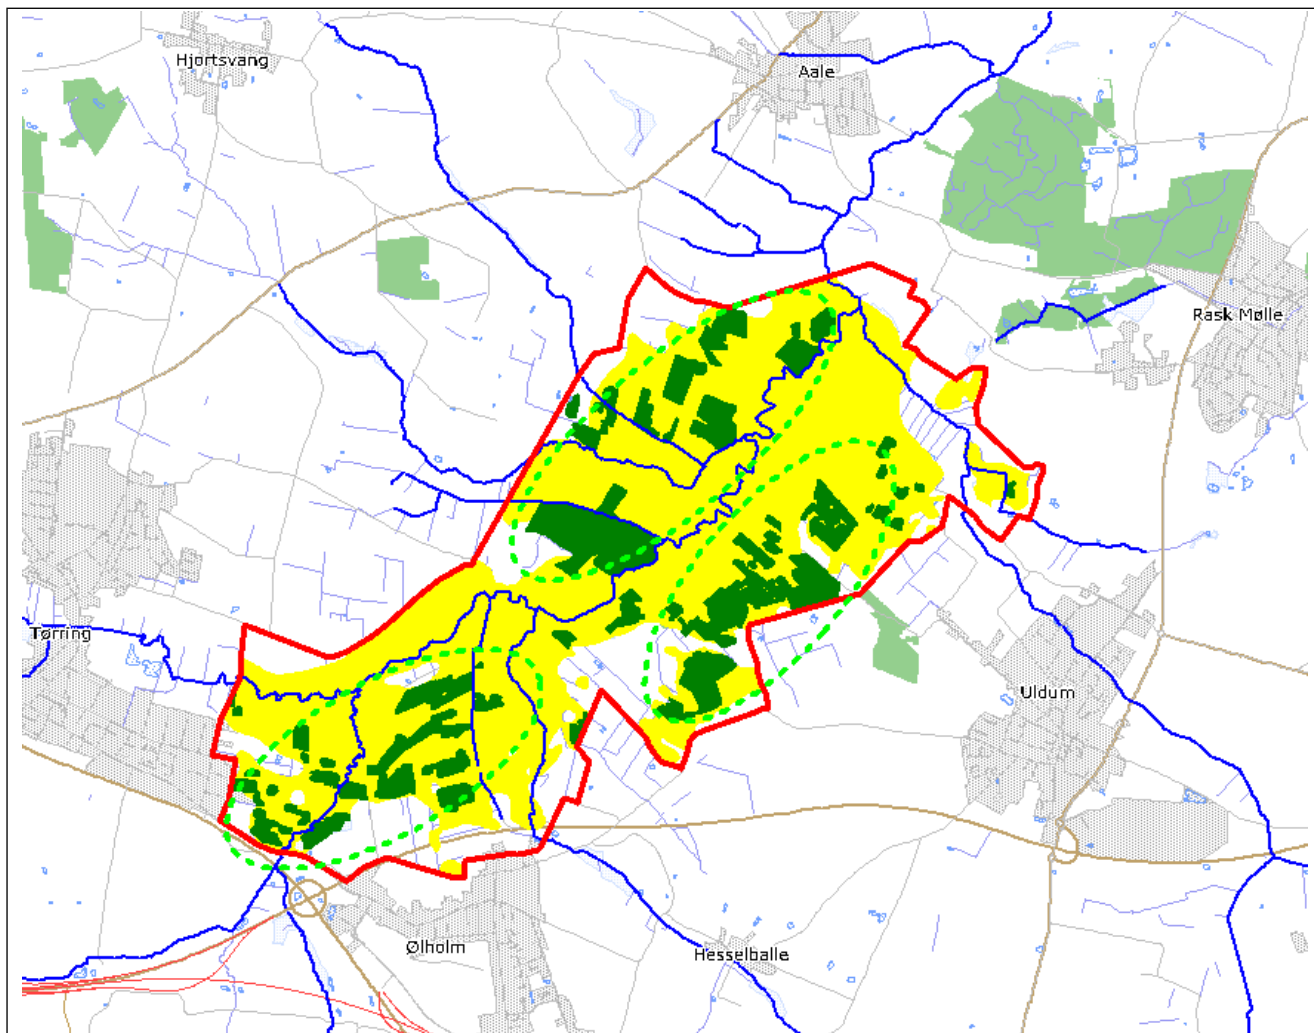 Hjortsvang
Aale
Rask Mølle
Tørring
Uldum
Ølholm
Hesselballe